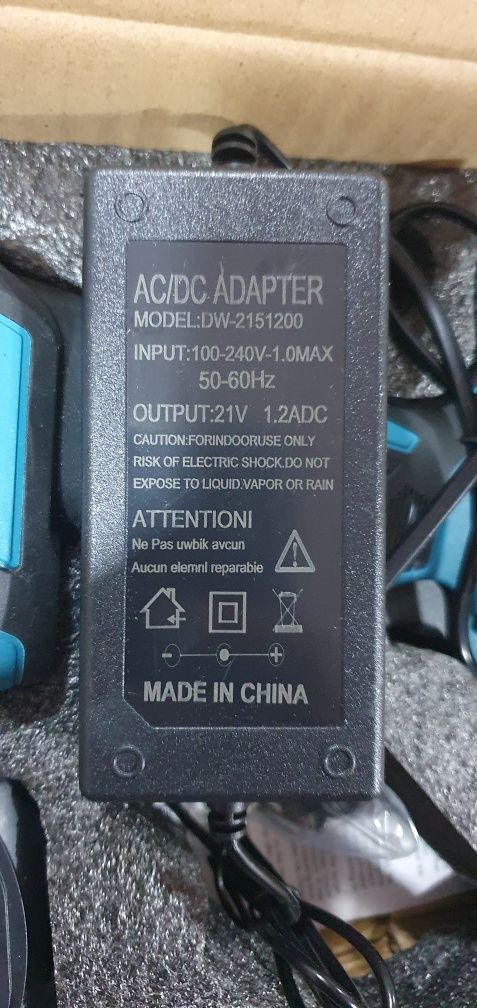 AC/DC ADAPTER
MODEL:DW-2151200
INPUT:100-240V-1.0MAX
50-60Hz
OUTPUT:21V 1.2ADC
CAUTION:FORINDOORUSE ONLY
RISK OF ELECTRIC SHOCK.DO NOT
EXPOSE TO LIQUID.VAPOR OR RAIN
ATTENTIONI
Ne Pas uwbik avcun
Aucun elemnl reparabie
- +
MADE IN CHINA